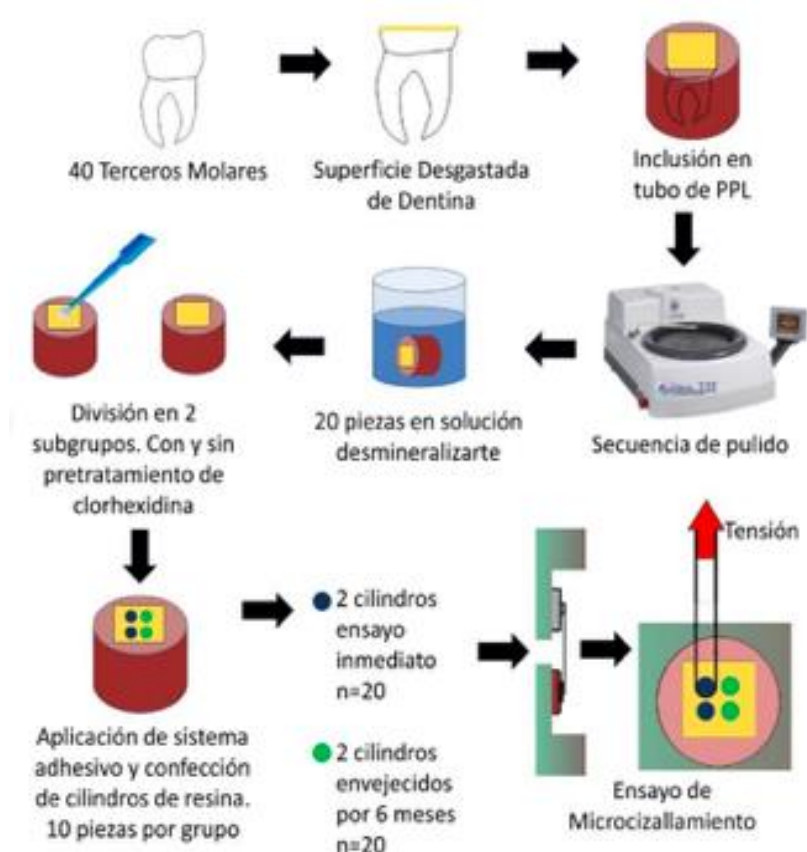 40 Terceros Molares
Superficie Desgastada
de Dentina
Inclusión en
tubo de PPL
Secuencia de pulido
20 piezas en solución
desmineralizarte
División en 2
subgrupos. Con y sin
pretratamiento de
clorhexidina
Aplicación de sistema
adhesivo y confección
de cilindros de resina.
10 piezas por grupo
2 cilindros
ensayo
inmediato
n=20
2 cilindros
envejecidos
por 6 meses
n=20
Tensión
Ensayo de
Microcizallamiento